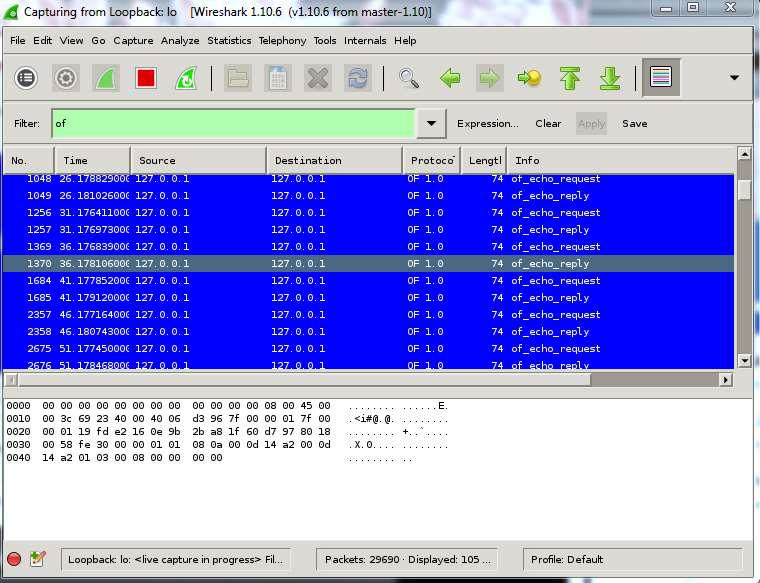 Capturing from Loopback: lo [Wireshark 1.10.6 (v1.10.6 from master-1.10)]
File Edit View Go Capture Analyze Statistics Telephony Tools Internals Help
Filter: of Expression... Clear Apply Save
No. Time Source Destination Protoco Lengtl Info
1048 26.178829000 127.0.0.1 127.0.0.1 OF 1.0 74 of_echo_request
1049 26.181026000 127.0.0.1 127.0.0.1 OF 1.0 74 of_echo_reply
1256 31.176411000 127.0.0.1 127.0.0.1 OF 1.0 74 of_echo_request
1257 31.176973000 127.0.0.1 127.0.0.1 OF 1.0 74 of_echo_reply
1369 36.176839000 127.0.0.1 127.0.0.1 OF 1.0 74 of_echo_request
1370 36.178106000 127.0.0.1 127.0.0.1 OF 1.0 74 of_echo_reply
1684 41.177852000 127.0.0.1 127.0.0.1 OF 1.0 74 of_echo_request
1685 41.179120000 127.0.0.1 127.0.0.1 OF 1.0 74 of_echo_reply
2357 46.177164000 127.0.0.1 127.0.0.1 OF 1.0 74 of_echo_request
2358 46.180743000 127.0.0.1 127.0.0.1 OF 1.0 74 of_echo_reply
2675 51.177450000 127.0.0.1 127.0.0.1 OF 1.0 74 of_echo_request
2676 51.178468000 127.0.0.1 127.0.0.1 OF 1.0 74 of_echo_reply
0000 00 00 00 00 00 00 00 00 00 00 00 00 08 00 45 00 ........ ......E.
0010 00 3c 69 23 40 00 40 06 d3 96 7f 00 00 01 7f 00 .<i#@.@. ........
0020 00 01 19 fd e2 16 0e 9b 2b a8 1f 60 d7 97 80 18 ........ +..`....
0030 00 58 fe 30 00 00 01 01 08 0a 00 0d 14 a2 00 0d .X.0.... ........
0040 14 a2 01 03 00 08 00 00 00 00 ........ ..
Loopback: lo: <live capture in progress> Fil... Packets: 29690 · Displayed: 105 ... Profile: Default